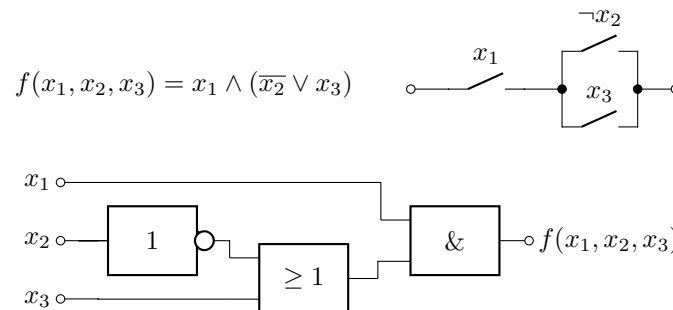 ¬x₂
f(x₁, x₂, x₃) = x₁ ∧ (x̅₂ ∨ x₃)
x₁
x₃
x₁
x₂ 1 & f(x₁, x₂, x₃)
≥ 1
x₃